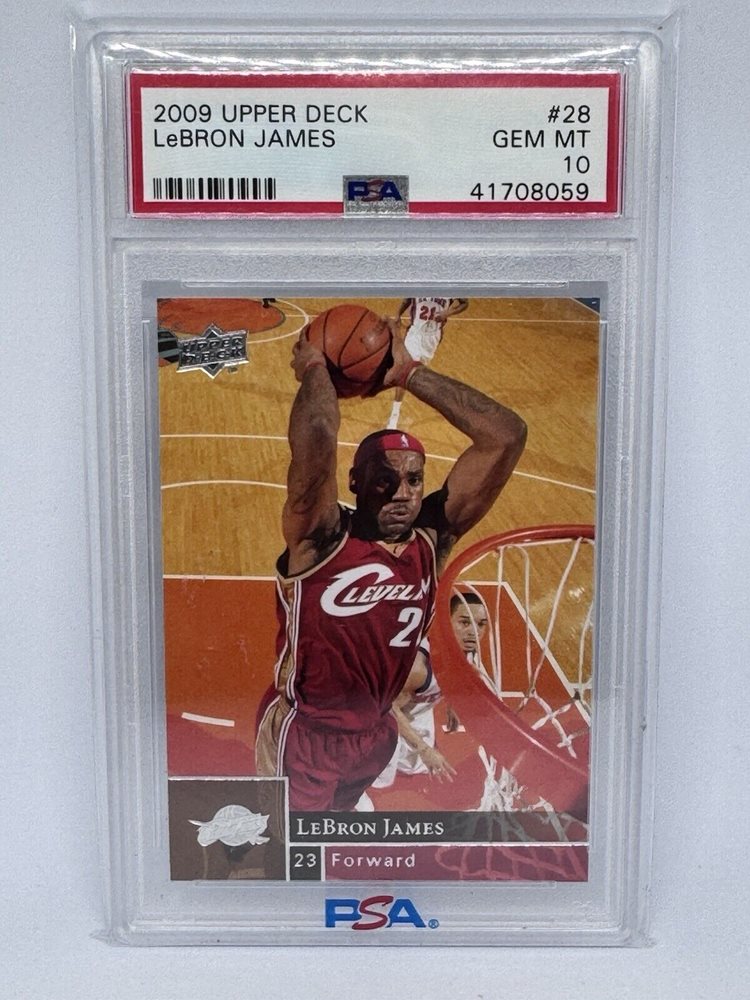 2009 UPPER DECK #28
LeBRON JAMES GEM MT
10
PSA 41708059
UPPER
DECK
21
CLEVEL
2
LEBRON JAMES
23 Forward
PSA®